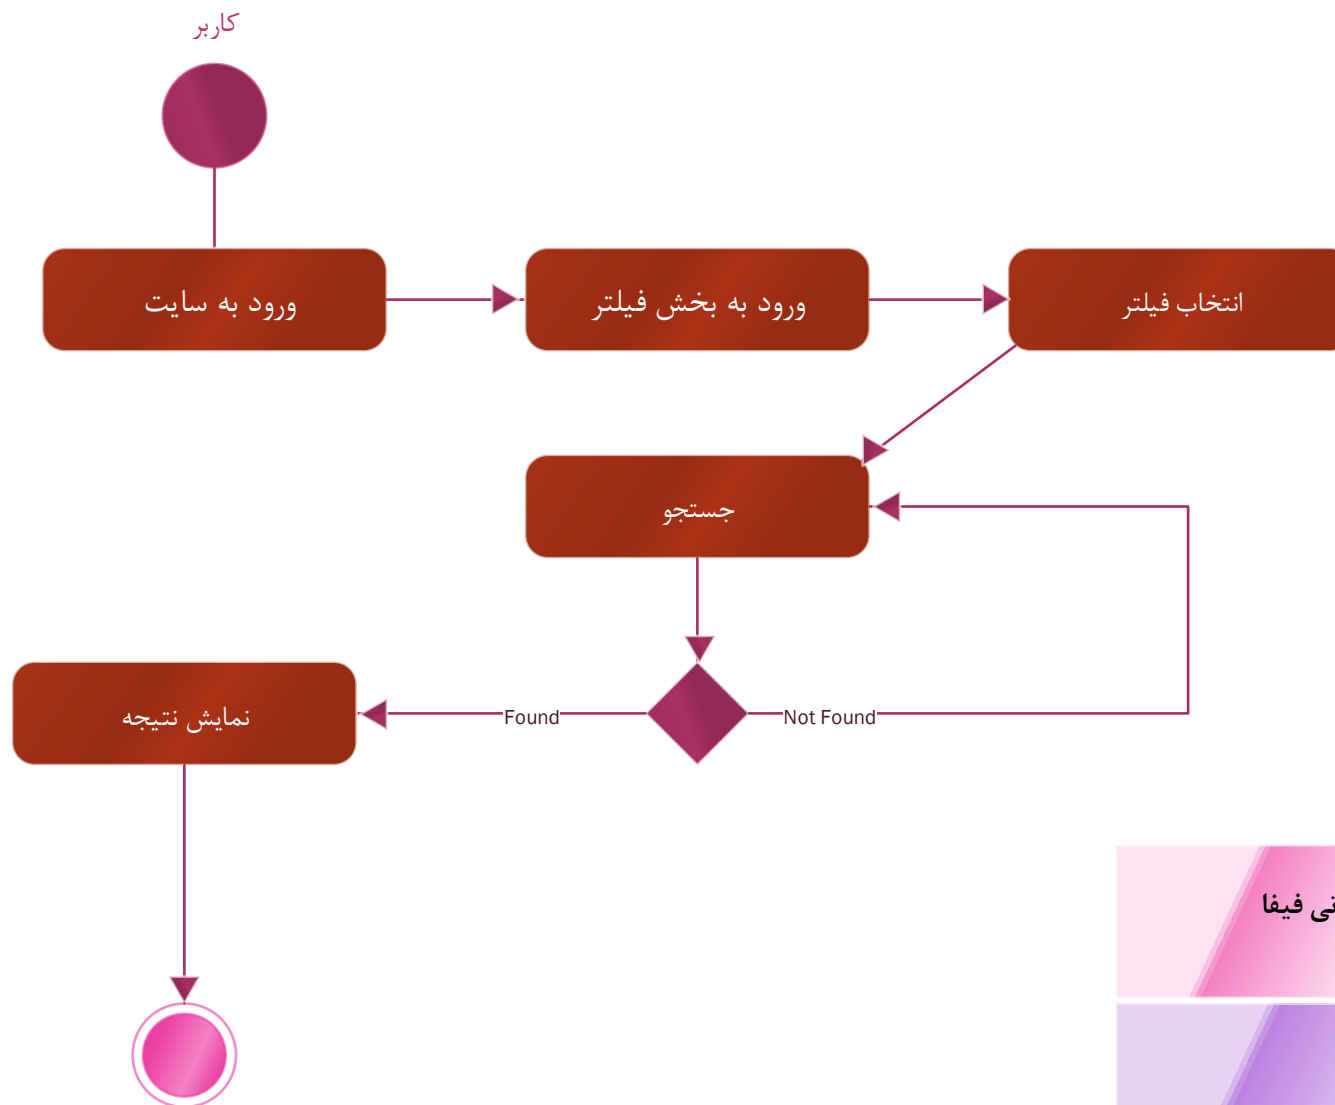 کاربر
ورود به سایت
ورود به بخش فیلتر
انتخاب فیلتر
جستجو
Found
Not Found
نمایش نتیجه
فیفا